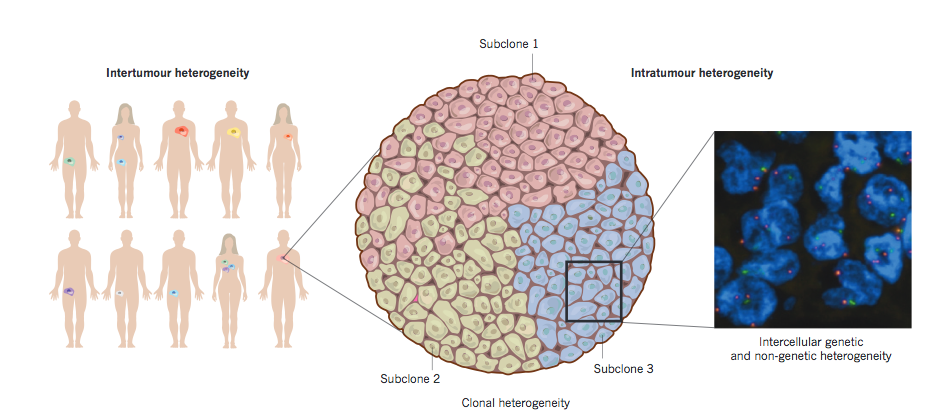 Subclone 1
Intertumour heterogeneity
Intratumour heterogeneity
Intercellular genetic
and non-genetic heterogeneity
Subclone 3
Subclone 2
Clonal heterogeneity